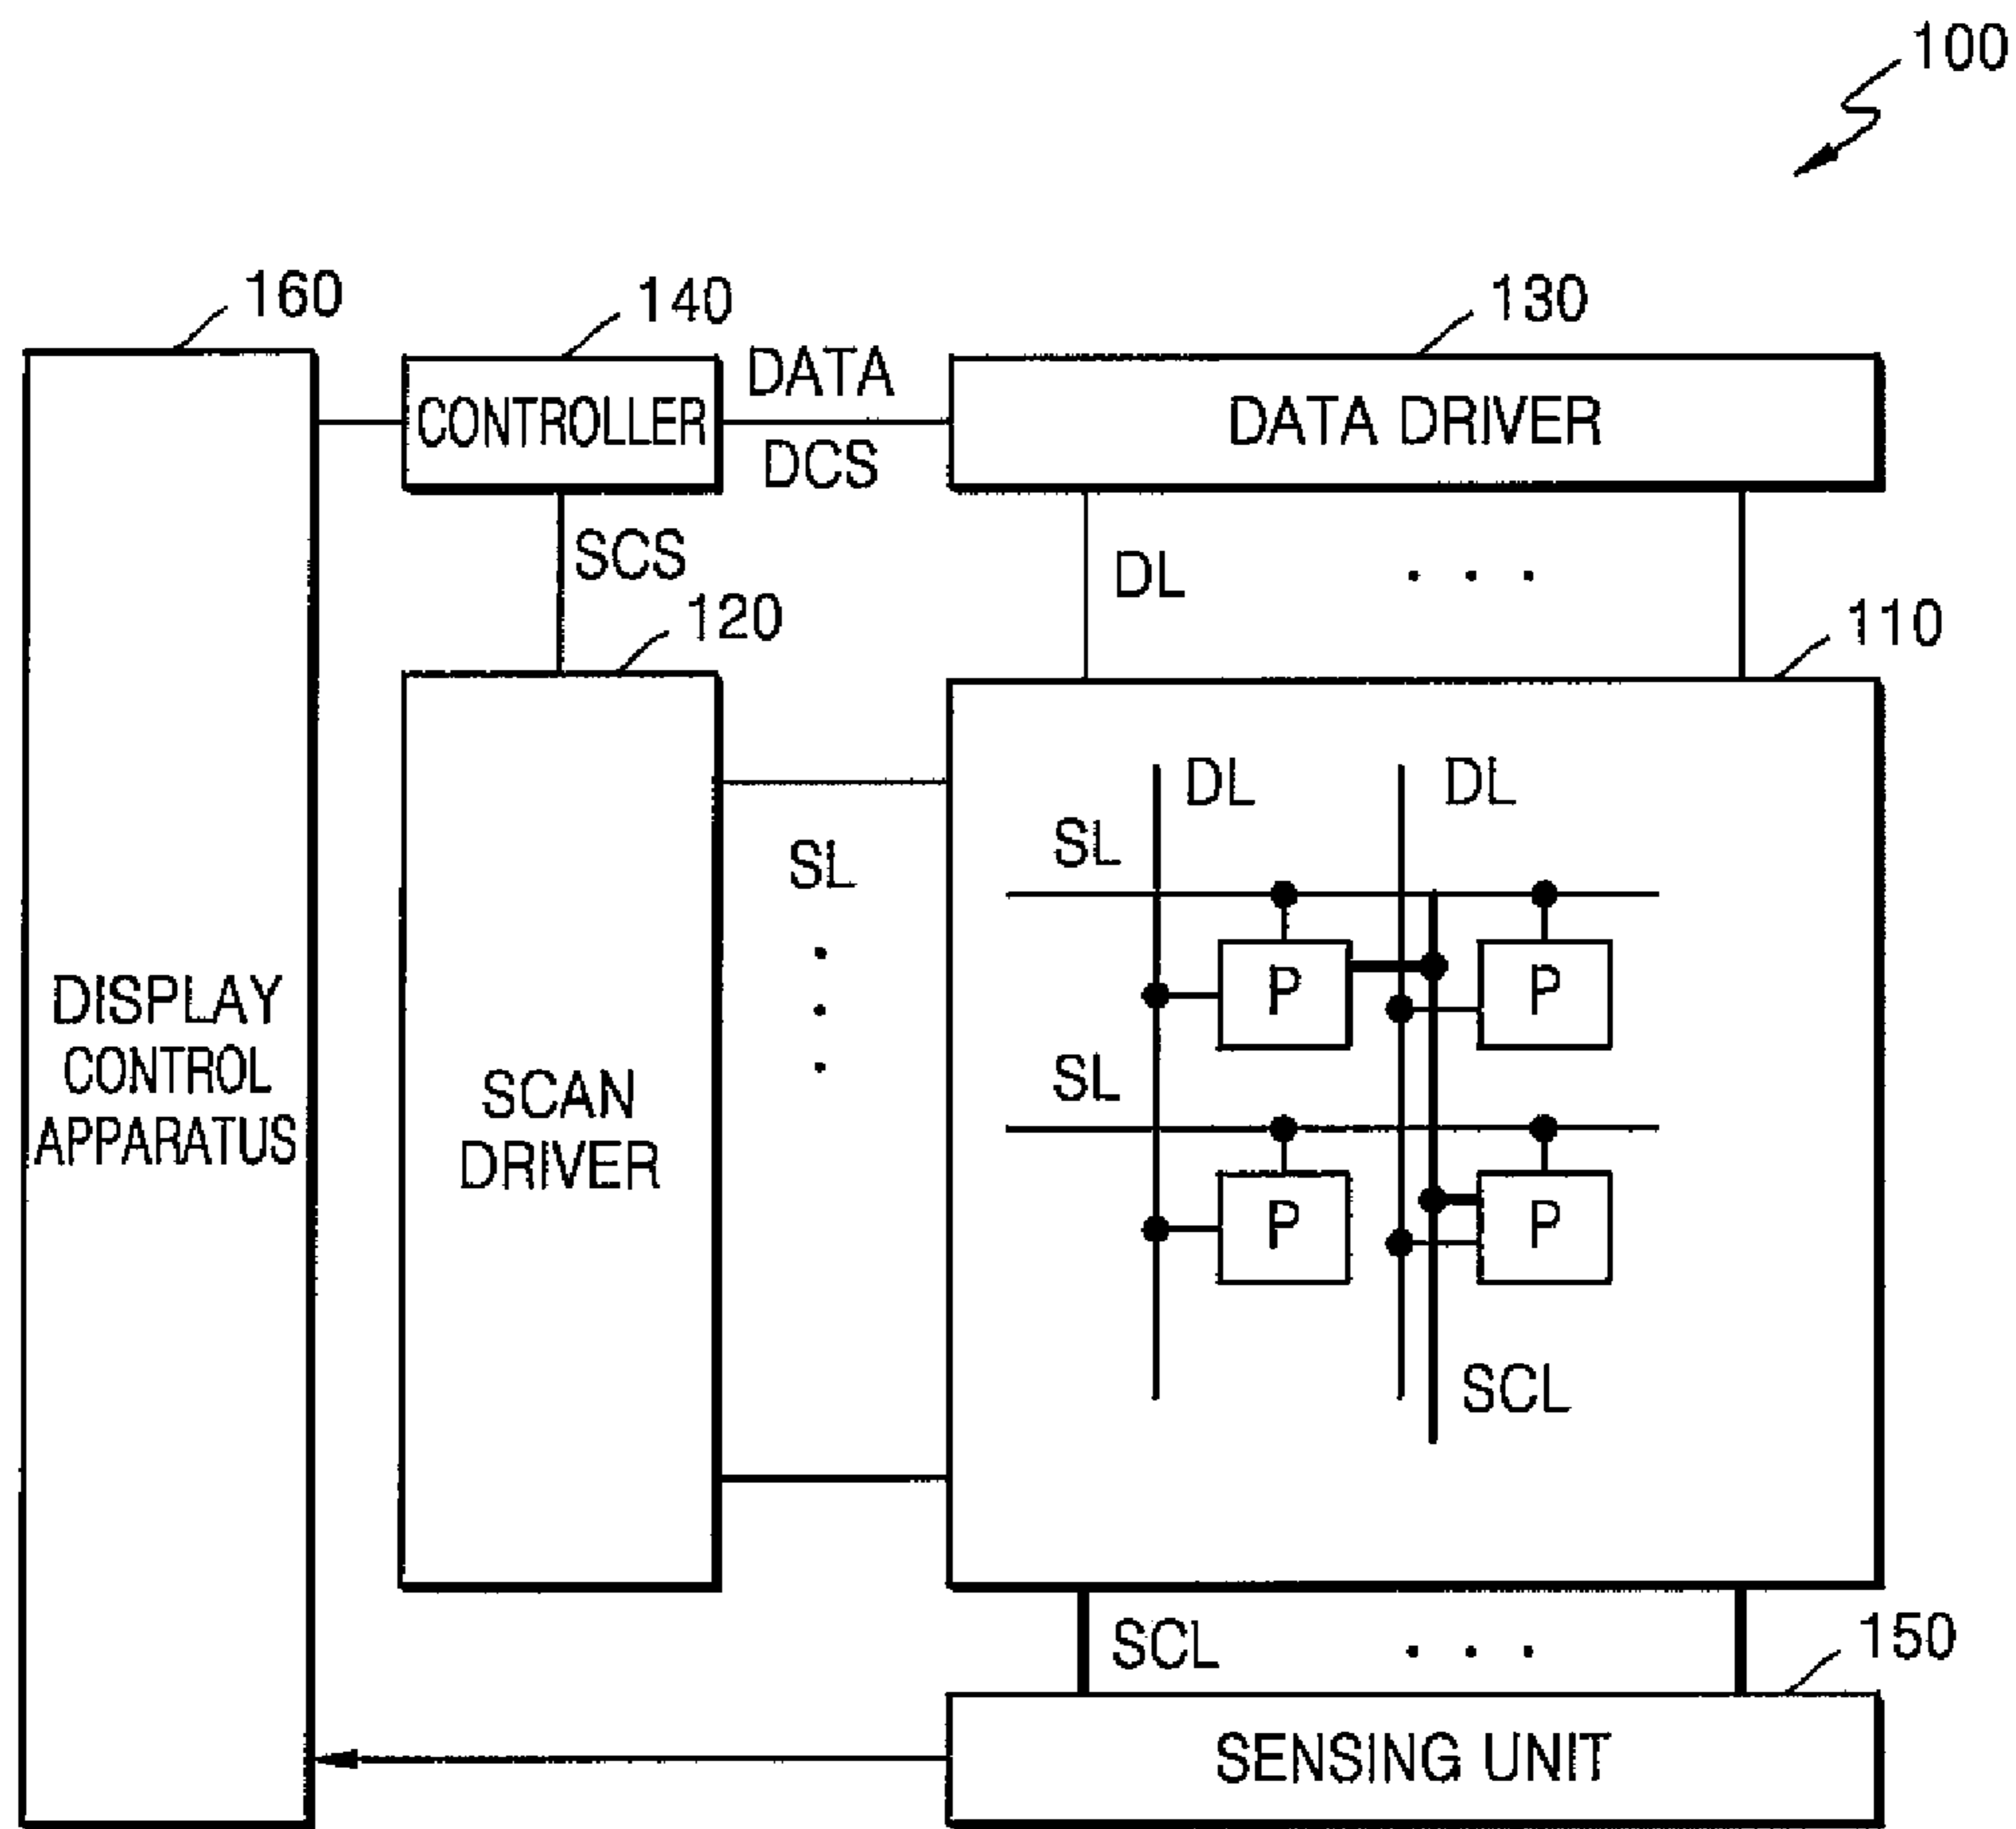 100
160
140
130
CONTROLLER
DATA
DCS
DATA DRIVER
SCS
DL
. . .
120
110
DISPLAY
CONTROL
APPARATUS
SCAN
DRIVER
SL
.
.
.
DL
DL
SL
P
P
SL
P
P
SCL
SCL
. . .
150
SENSING UNIT